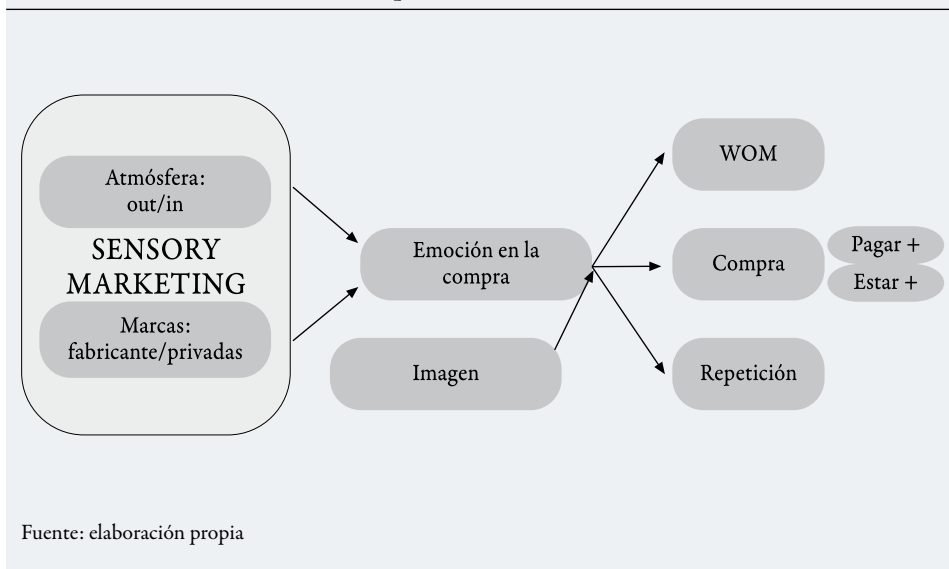 Atmósfera:
out/in
SENSORY
MARKETING
Marcas:
fabricante/privadas
Emoción en la
compra
Imagen
WOM
Compra
Pagar +
Estar +
Repetición
Fuente: elaboración propia